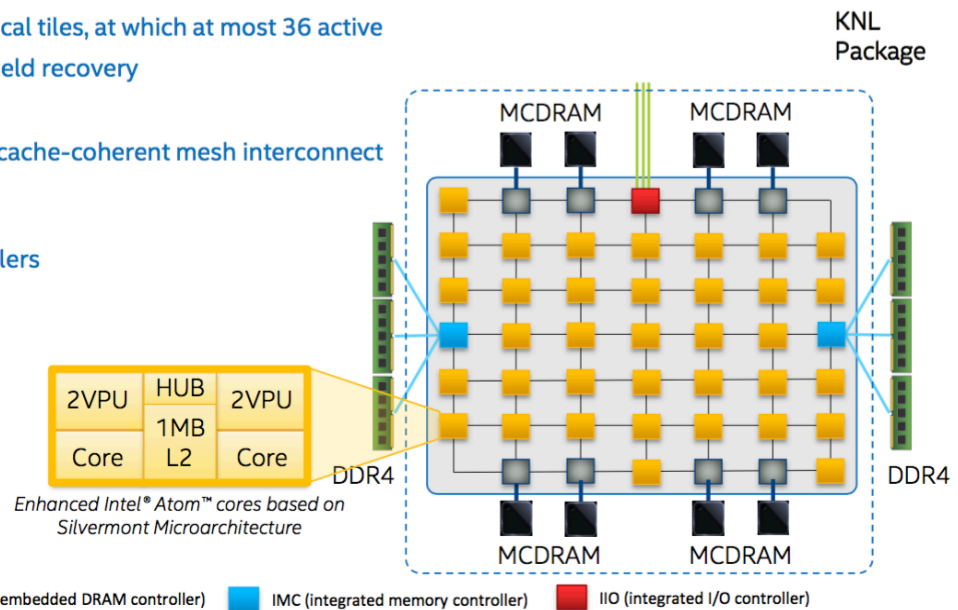 cal tiles, at which at most 36 active
eld recovery
cache-coherent mesh interconnect
lers
KNL
Package
MCDRAM
MCDRAM
2VPU
HUB
2VPU
1MB
L2
Core
Core
DDR4
DDR4
Enhanced Intel® Atom™ cores based on
Silvermont Microarchitecture
MCDRAM
MCDRAM
embedded DRAM controller)
IMC (integrated memory controller)
IIO (integrated I/O controller)